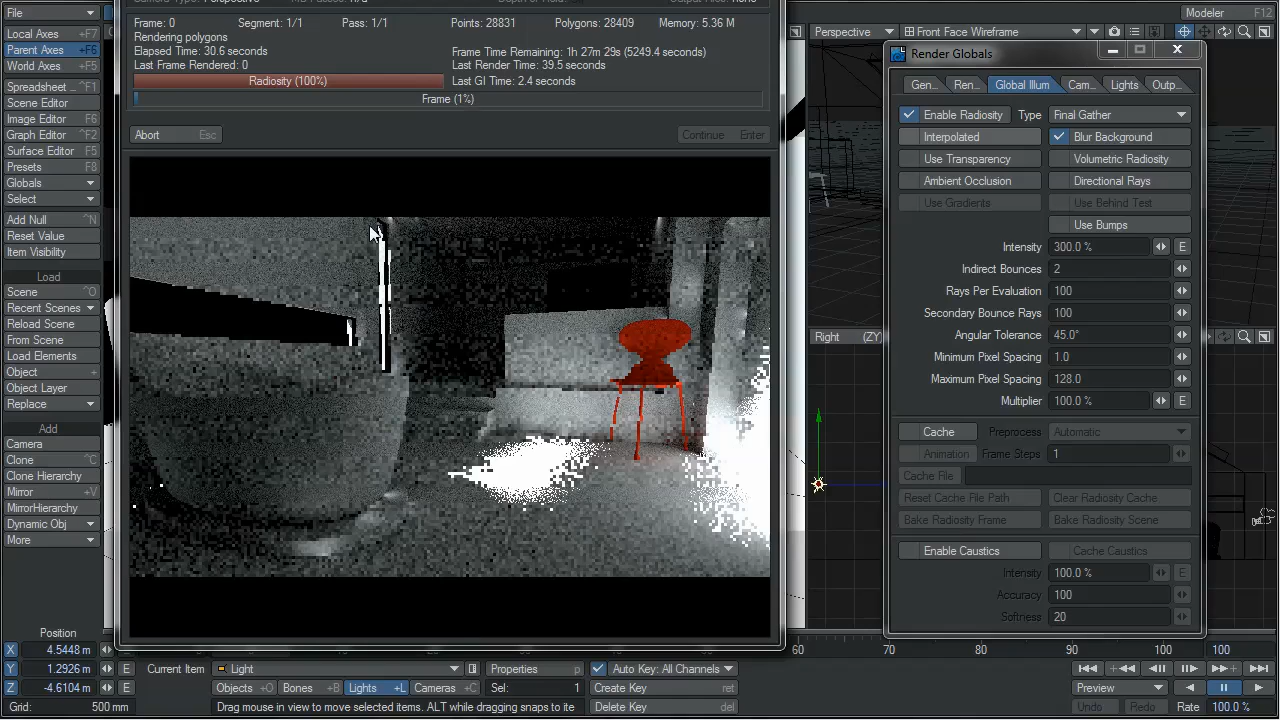 File
Local Axes +F7
Parent Axes +F6
World Axes +F5
Spreadsheet ... ^F1
Scene Editor
Image Editor F6
Graph Editor ^F2
Surface Editor F5
Presets F8
Globals
Select
Add Null ^N
Reset Value
Item Visibility
Load
Scene ^O
Recent Scenes
Reload Scene
From Scene
Load Elements
Object +
Object Layer
Replace
Add
Camera
Clone ^C
Clone Hierarchy
Mirror +V
MirrorHierarchy
Dynamic Obj
More
Frame: 0 Segment: 1/1 Pass: 1/1 Points: 28831 Polygons: 28409 Memory: 5.36 M
Rendering polygons
Elapsed Time: 30.6 seconds
Frame Time Remaining: 1h 27m 29s (5249.4 seconds)
Last Frame Rendered: 0
Last Render Time: 39.5 seconds
Radiosity (100%)
Last GI Time: 2.4 seconds
Frame (1%)
Abort Esc
Continue Enter
Perspective
Front Face Wireframe
Modeler F12
Right (ZY)
Render Globals
Gen... Ren... Global Illum Cam... Lights Outp...
Enable Radiosity Type Final Gather
Interpolated Blur Background
Use Transparency Volumetric Radiosity
Ambient Occlusion Directional Rays
Use Gradients Use Behind Test
Use Bumps
Intensity 300.0 % E
Indirect Bounces 2
Rays Per Evaluation 100
Secondary Bounce Rays 100
Angular Tolerance 45.0°
Minimum Pixel Spacing 1.0
Maximum Pixel Spacing 128.0
Multiplier 100.0 % E
Cache Preprocess Automatic
Animation Frame Steps 1
Cache File
Reset Cache File Path Clear Radiosity Cache
Bake Radiosity Frame Bake Radiosity Scene
Enable Caustics Cache Caustics
Intensity 100.0 % E
Accuracy 100
Softness 20
60 70 80 90 100 100
Position
X 4.5448 m E
Y 1.2926 m E
Z -4.6104 m E
Grid: 500 mm
Current Item Light Properties p Auto Key: All Channels
Objects +O Bones +B Lights +L Cameras +C Sel: 1 Create Key ret
Drag mouse in view to move selected items. ALT while dragging snaps to ite
Delete Key del
Preview
Undo Redo Rate 100.0 %